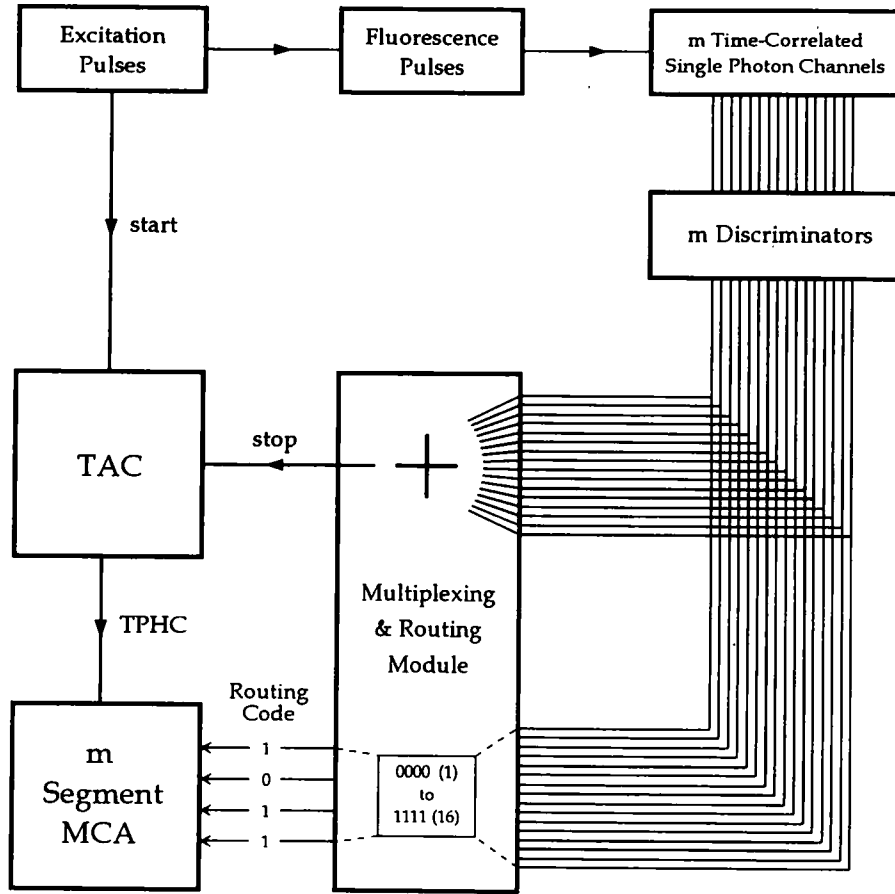 Excitation
Pulses
Fluorescence
Pulses
m Time-Correlated
Single Photon Channels
start
m Discriminators
TAC
stop
Multiplexing
& Routing
Module
TPHC
Routing
Code
m
Segment
MCA
1
0
1
1
0000 (1)
to
1111 (16)